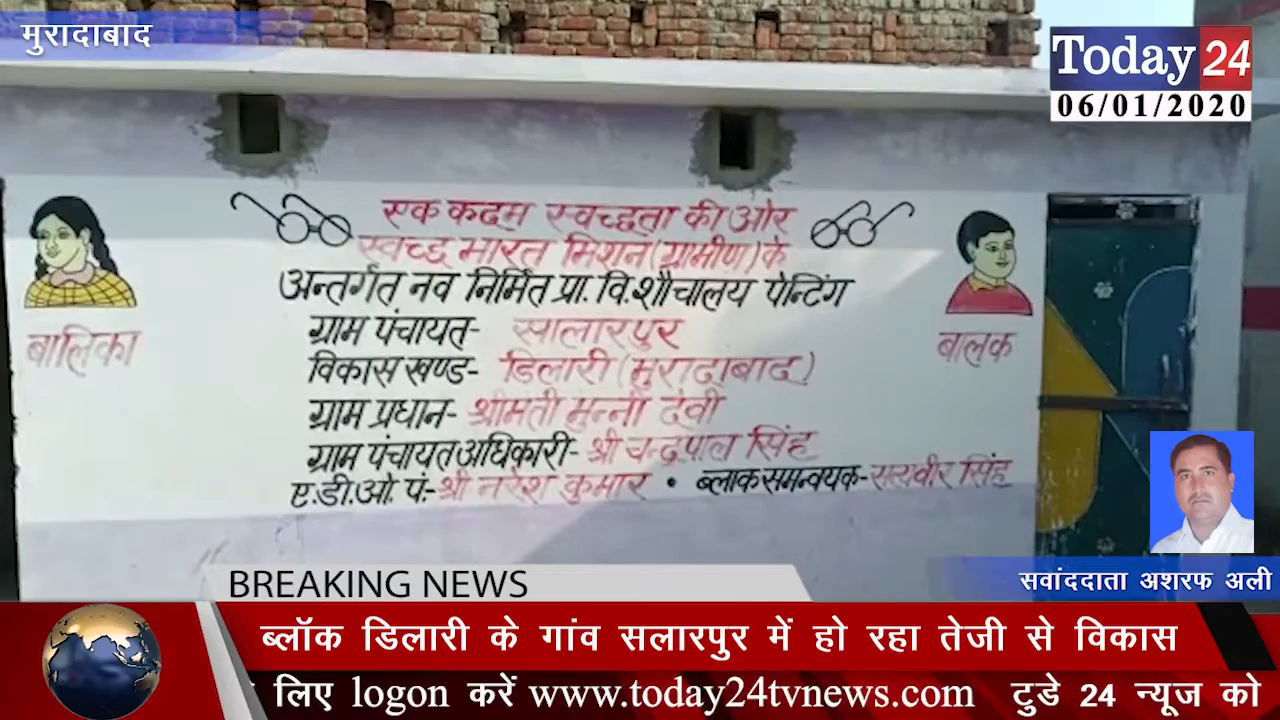 मुरादाबाद
Today 24
06/01/2020
एक कदम स्वच्छता की ओर
स्वच्छ भारत मिशन (ग्रामीण) के
अन्तर्गत नव निर्मित प्रा. वि. शौचालय पेन्टिंग
ग्राम पंचायत- सालारपुर
विकास खण्ड- डिलारी (मुरादाबाद)
ग्राम प्रधान- श्रीमती मुन्नी देवी
ग्राम पंचायत अधिकारी- श्री चन्द्रपाल सिंह
ए.डी.ओ. पं:- श्री नरेश कुमार • ब्लाक समन्वयक- सत्यवीर सिंह
बालिका
बालक
सवांददाता अशरफ अली
BREAKING NEWS
ब्लॉक डिलारी के गांव सलारपुर में हो रहा तेजी से विकास
लिए logon करें www.today24tvnews.com टुडे 24 न्यूज को